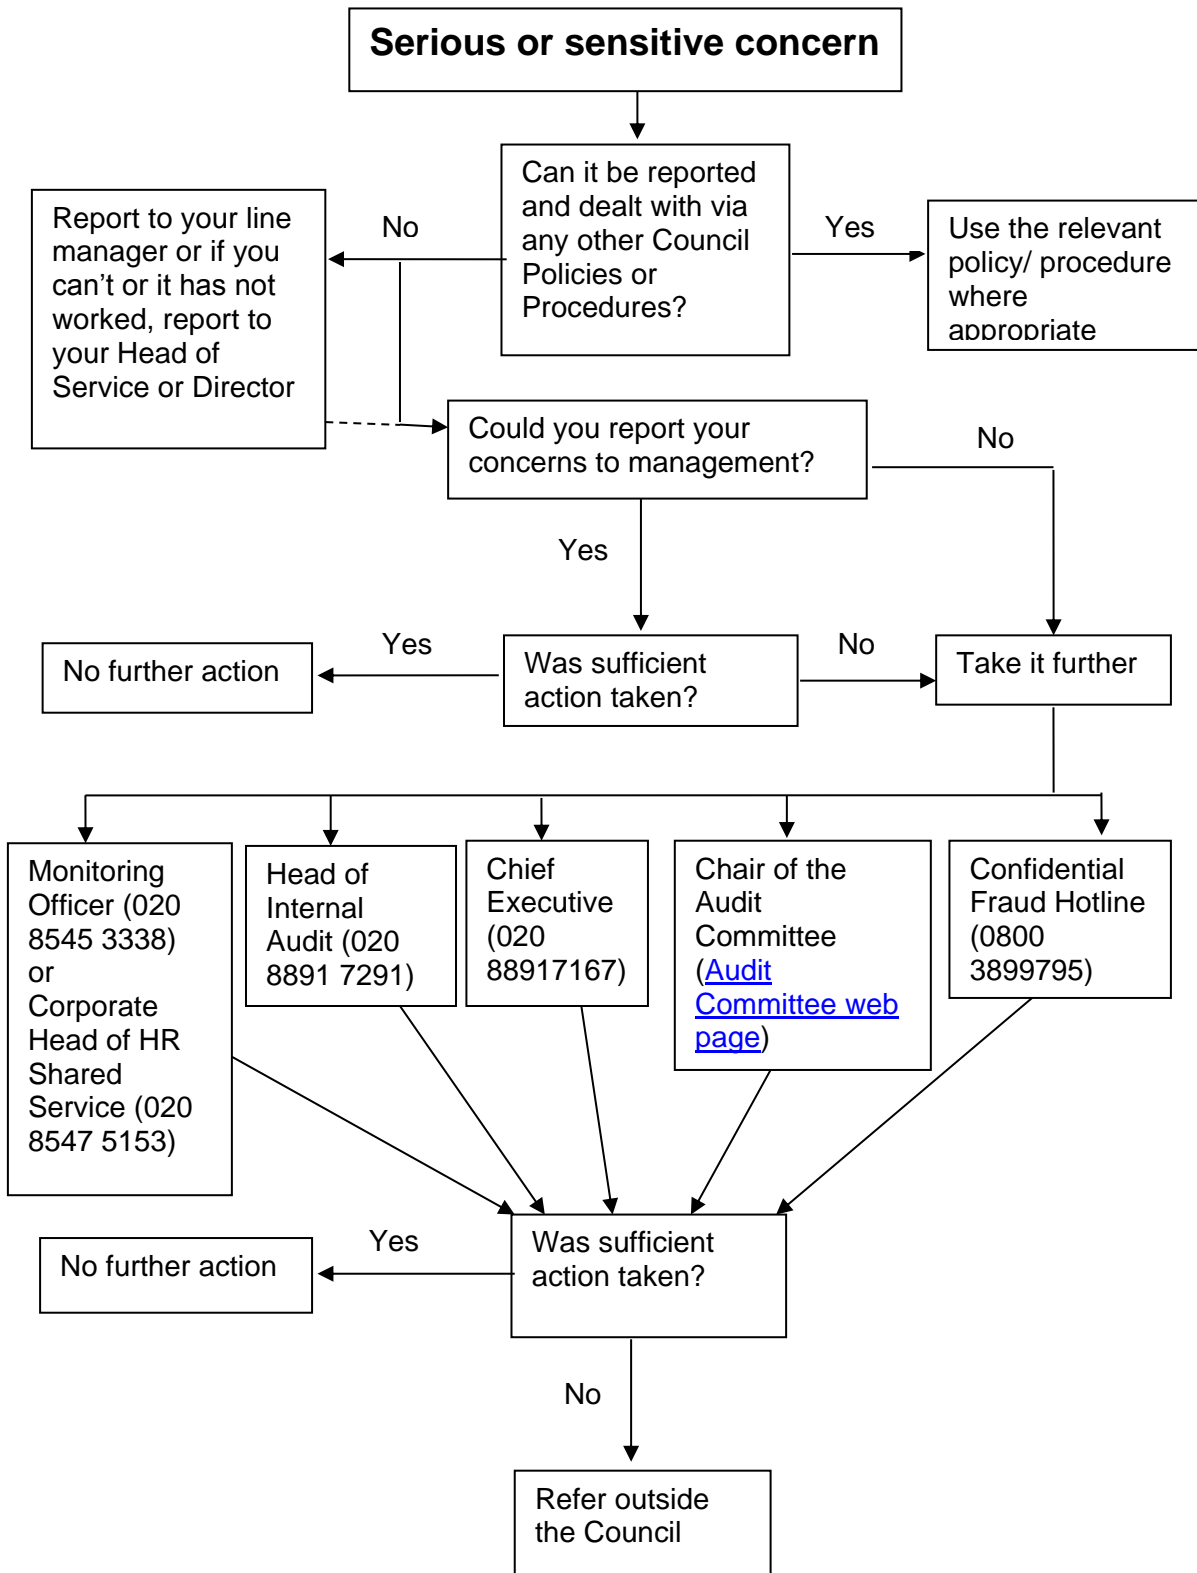 Serious or sensitive concern
Can it be reported
and dealt with via
any other Council
Policies or
Procedures?
No
Yes
Report to your line
manager or if you
can't or it has not
worked, report to
your Head of
Service or Director
Use the relevant
policy/ procedure
where
appropriate
Could you report your
concerns to management?
No
Yes
Was sufficient
action taken?
Yes
No
No further action
Take it further
Monitoring
Officer (020
8545 3338)
or
Corporate
Head of HR
Shared
Service (020
8547 5153)
Head of
Internal
Audit (020
8891 7291)
Chief
Executive
(020
88917167)
Chair of the
Audit
Committee
(Audit
Committee web
page)
Confidential
Fraud Hotline
(0800
3899795)
Was sufficient
action taken?
Yes
No further action
No
Refer outside
the Council